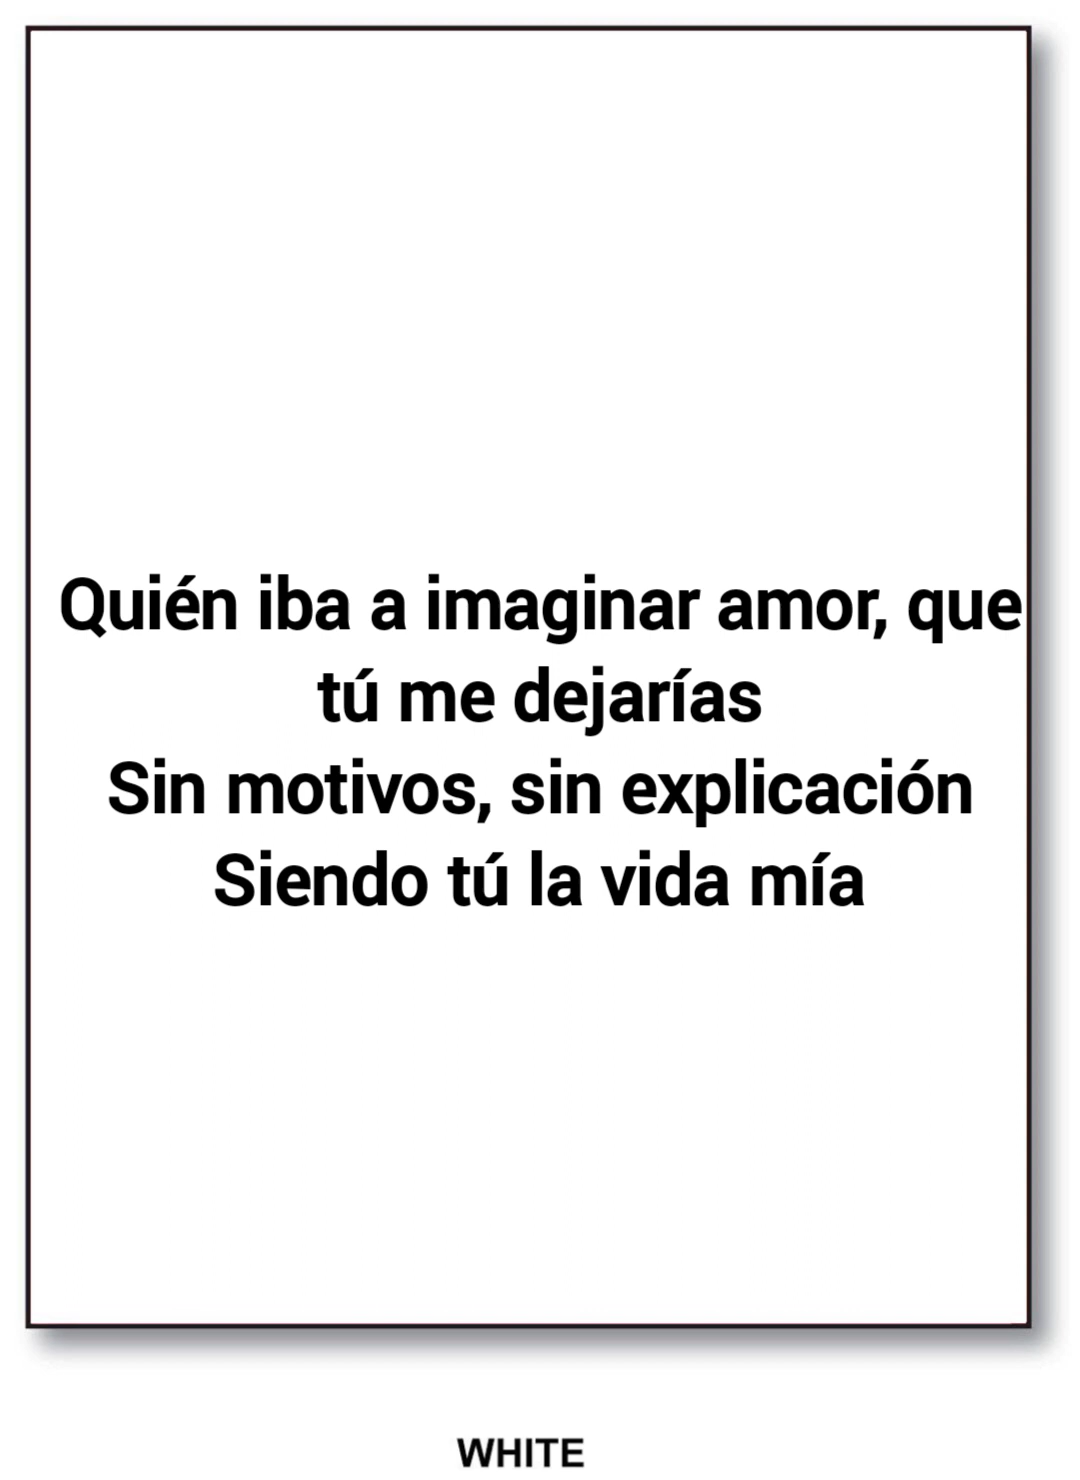 Quién iba a imaginar amor, que
tú me dejarías
Sin motivos, sin explicación
Siendo tú la vida mía
WHITE